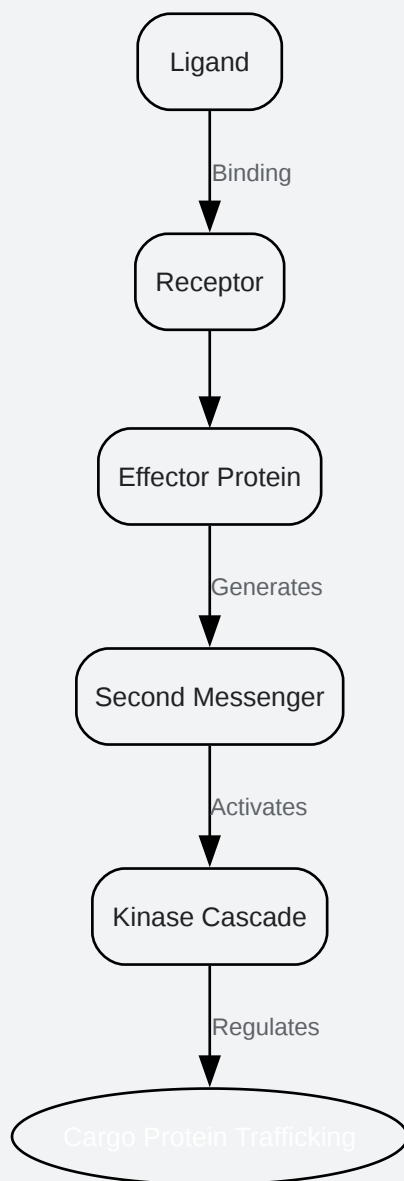 Ligand
Binding
Receptor
Effector Protein
Generates
Second Messenger
Activates
Kinase Cascade
Regulates
Cargo Protein Trafficking